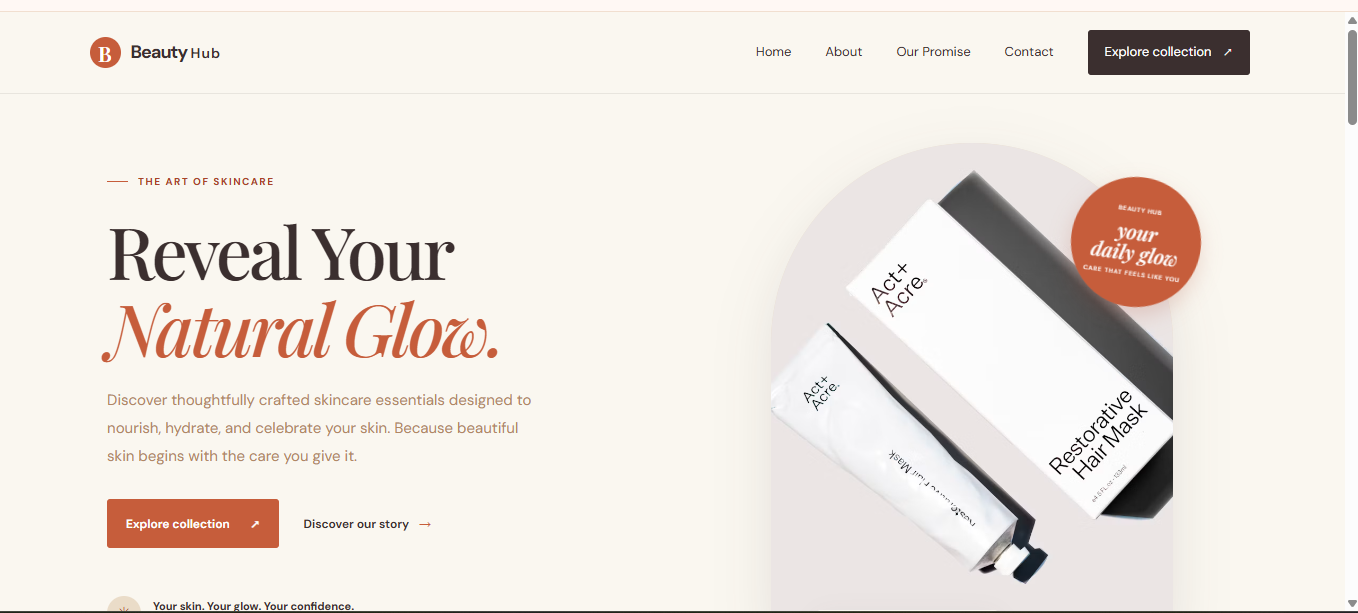 B Beauty Hub
Home About Our Promise Contact Explore collection ↗
THE ART OF SKINCARE
Reveal Your
Natural Glow.
Discover thoughtfully crafted skincare essentials designed to
nourish, hydrate, and celebrate your skin. Because beautiful
skin begins with the care you give it.
Explore collection ↗ Discover our story →
Your skin. Your glow. Your confidence.
BEAUTY HUB
your
daily glow
CARE THAT FEELS LIKE YOU
Act+
Acre.
Restorative
Hair Mask
Act+
Acre.
Restorative Hair Mask